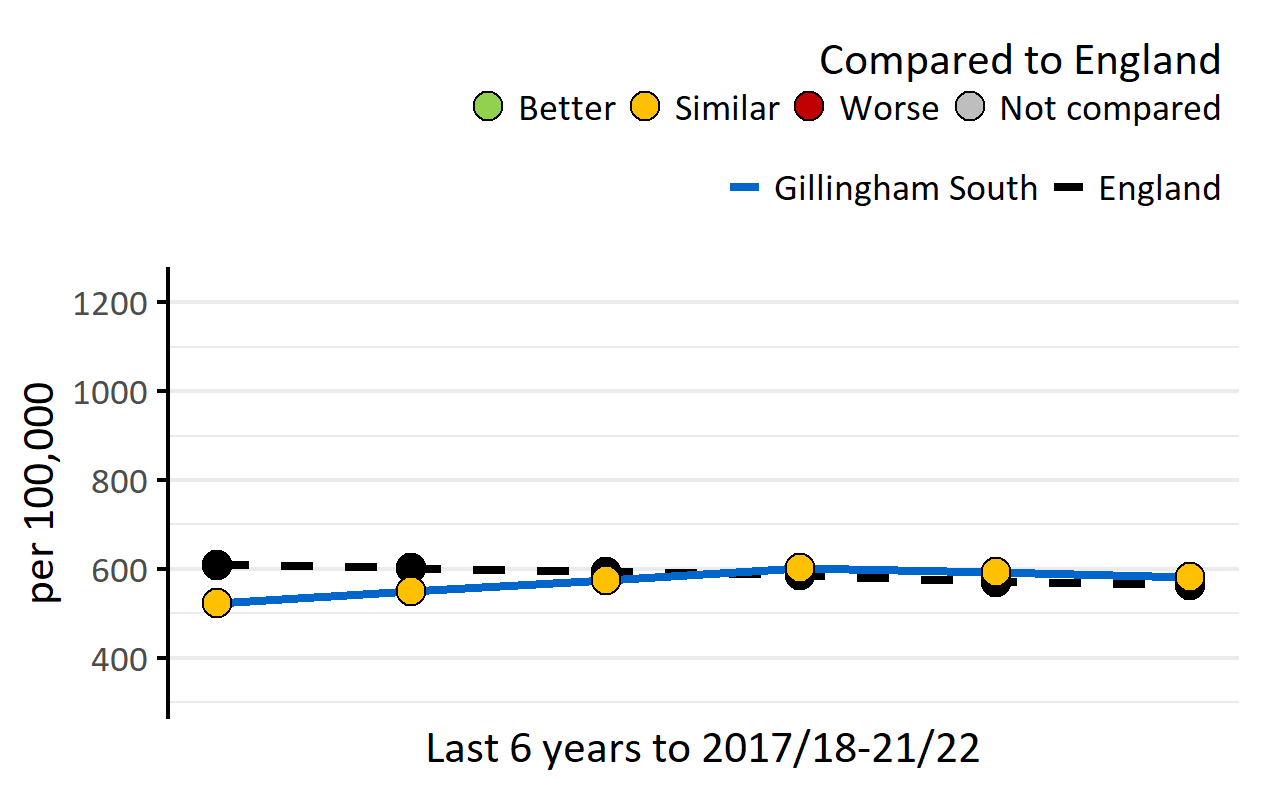 Compared to England
Better Similar Worse Not compared
Gillingham South England
1200
1000
800
600
400
per 100,000
Last 6 years to 2017/18-21/22